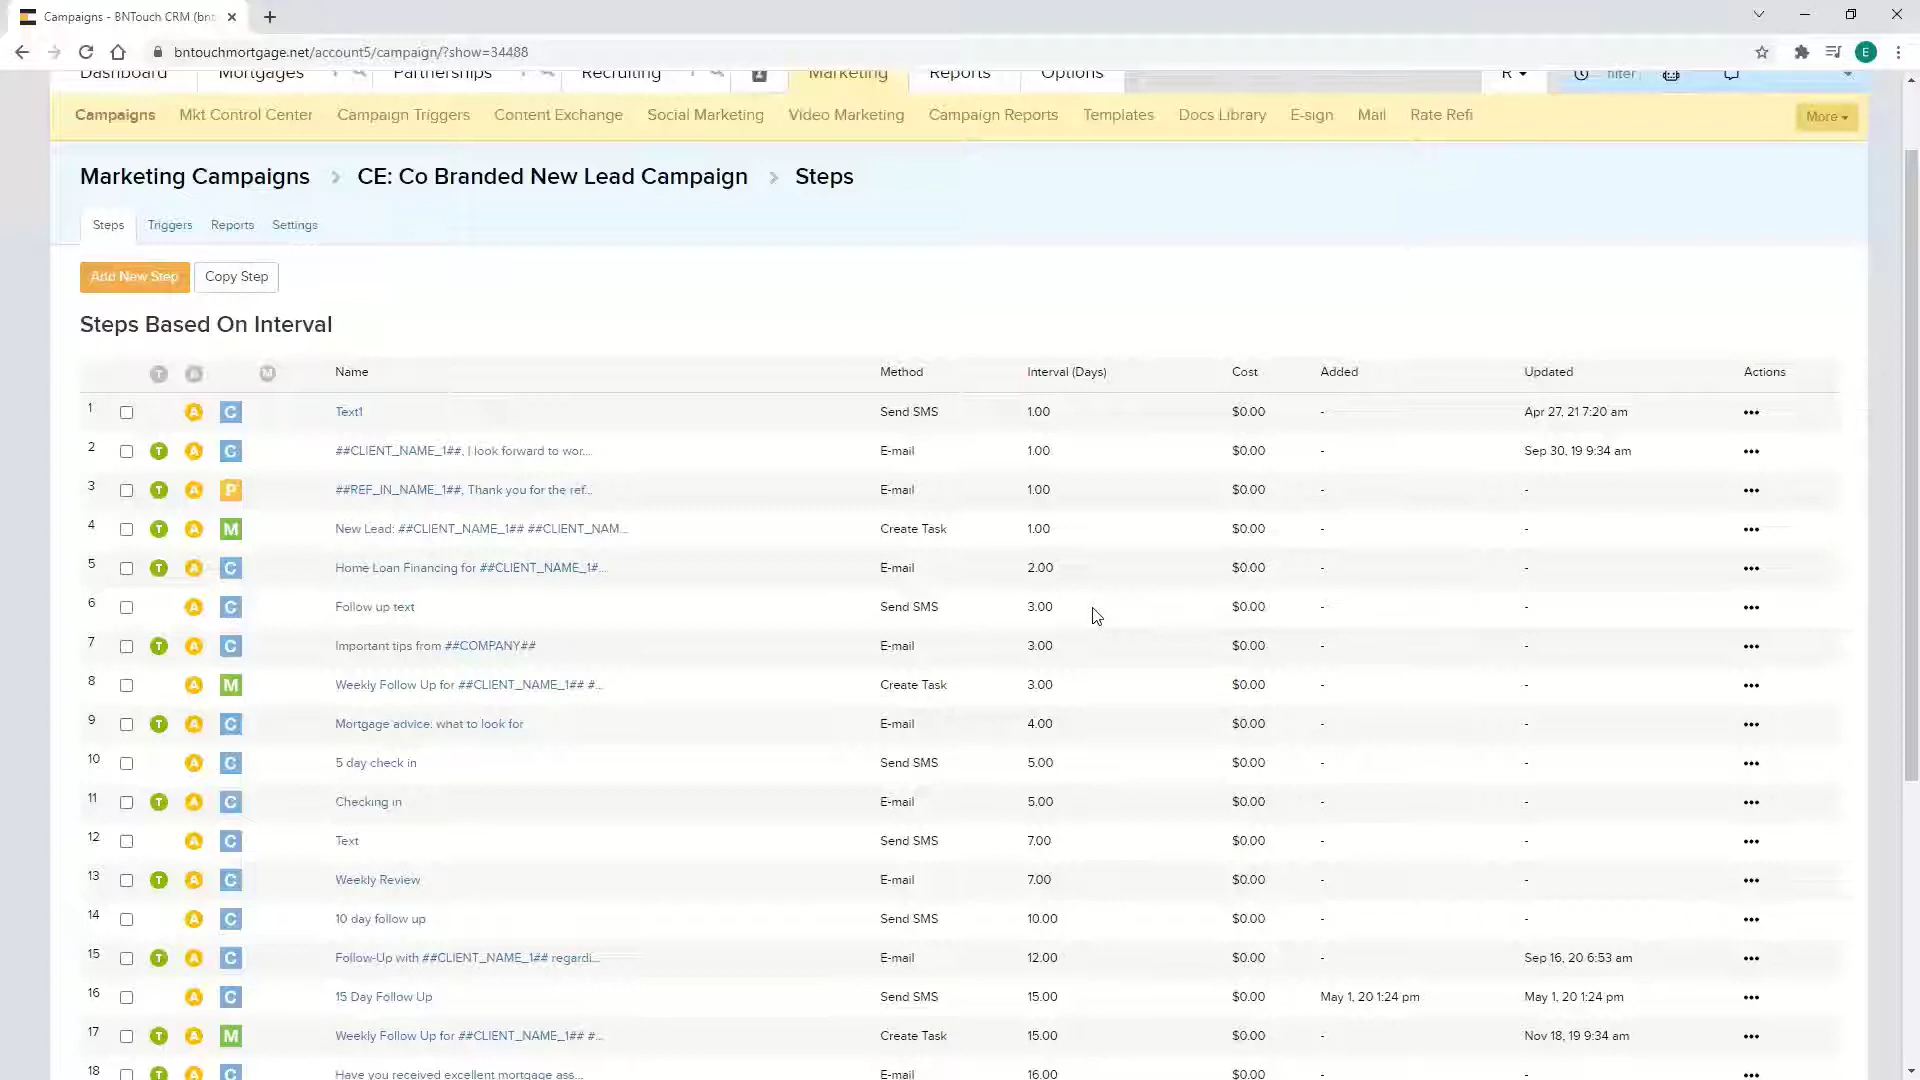 Campaigns - BNTouch CRM (bnt
bntouchmortgage.net/account5/campaign/?show=34488
E
Dashboard Mortgages Partnerships Recruiting Marketing Reports Options R filter
Campaigns Mkt Control Center Campaign Triggers Content Exchange Social Marketing Video Marketing Campaign Reports Templates Docs Library E-sign Mail Rate Refi More
Marketing Campaigns > CE: Co Branded New Lead Campaign > Steps
Steps Triggers Reports Settings
Add New Step Copy Step
Steps Based On Interval
T M Name Method Interval (Days) Cost Added Updated Actions
1 A C Text1 Send SMS 1.00 $0.00 - Apr 27, 21 7:20 am •••
2 T A C ##CLIENT_NAME_1##, I look forward to wor... E-mail 1.00 $0.00 - Sep 30, 19 9:34 am •••
3 T A P ##REF_IN_NAME_1##, Thank you for the ref... E-mail 1.00 $0.00 - - •••
4 T A M New Lead: ##CLIENT_NAME_1## ##CLIENT_NAM... Create Task 1.00 $0.00 - - •••
5 T A C Home Loan Financing for ##CLIENT_NAME_1#... E-mail 2.00 $0.00 - - •••
6 A C Follow up text Send SMS 3.00 $0.00 - - •••
7 T A C Important tips from ##COMPANY## E-mail 3.00 $0.00 - - •••
8 A M Weekly Follow Up for ##CLIENT_NAME_1## #... Create Task 3.00 $0.00 - - •••
9 T A C Mortgage advice: what to look for E-mail 4.00 $0.00 - - •••
10 A C 5 day check in Send SMS 5.00 $0.00 - - •••
11 T A C Checking in E-mail 5.00 $0.00 - - •••
12 A C Text Send SMS 7.00 $0.00 - - •••
13 T A C Weekly Review E-mail 7.00 $0.00 - - •••
14 A C 10 day follow up Send SMS 10.00 $0.00 - - •••
15 T A C Follow-Up with ##CLIENT_NAME_1## regardi... E-mail 12.00 $0.00 - Sep 16, 20 6:53 am •••
16 A C 15 Day Follow Up Send SMS 15.00 $0.00 May 1, 20 1:24 pm May 1, 20 1:24 pm •••
17 T A M Weekly Follow Up for ##CLIENT_NAME_1## #... Create Task 15.00 $0.00 - Nov 18, 19 9:34 am •••
18 T A C Have you received excellent mortgage ass... E-mail 16.00 $0.00 - - •••